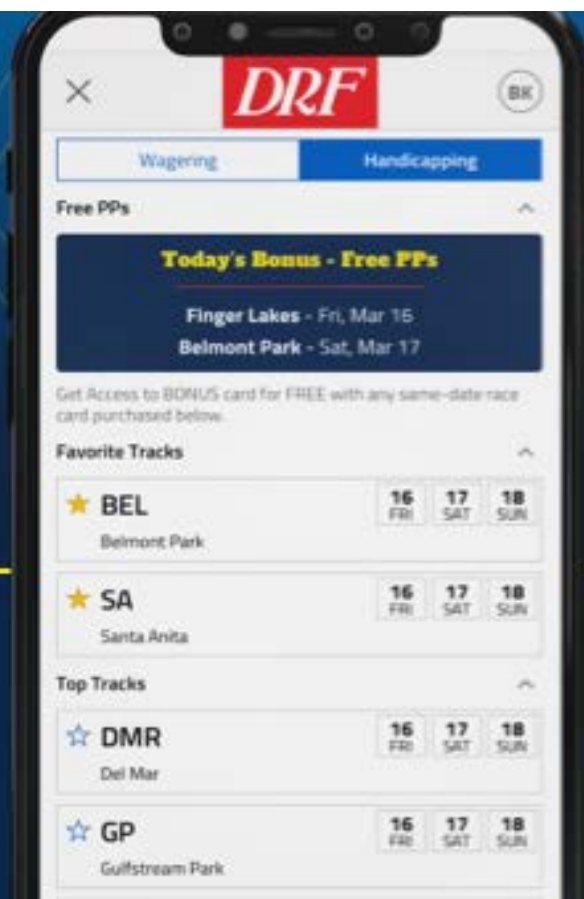 DRF
BK
Wagering
Handicapping
Free PPs
Today's Bonus - Free PPs
Finger Lakes - Fri, Mar 16
Belmont Park - Sat, Mar 17
Get Access to BONUS card for FREE with any same-date race
card purchased below.
Favorite Tracks
BEL
16 17 18
FRI SAT SUN
Belmont Park
SA
16 17 18
FRI SAT SUN
Santa Anita
Top Tracks
DMR
16 17 18
FRI SAT SUN
Del Mar
GP
16 17 18
FRI SAT SUN
Gulfstream Park